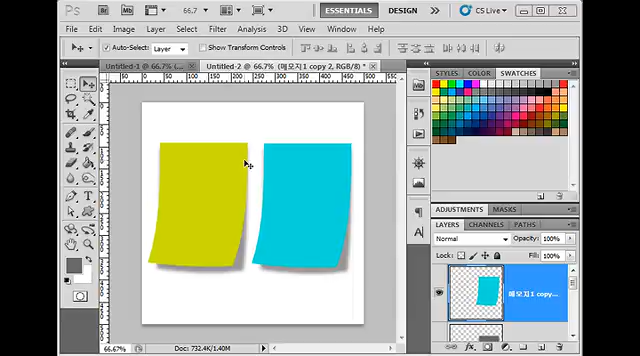 Ps Br Mb 66.7 ESSENTIALS DESIGN >> CS Live
File Edit Image Layer Select Filter Analysis 3D View Window Help
Auto-Select: Layer Show Transform Controls
Untitled-1 @ 66.7% Untitled-2 @ 66.7% (메모지 1 copy 2, RGB/8) *
STYLES COLOR SWATCHES
ADJUSTMENTS MASKS
LAYERS CHANNELS PATHS
Normal Opacity: 100%
Lock: Fill: 100%
메모지 1 copy...
66.67% Doc: 732.4K/1.40M